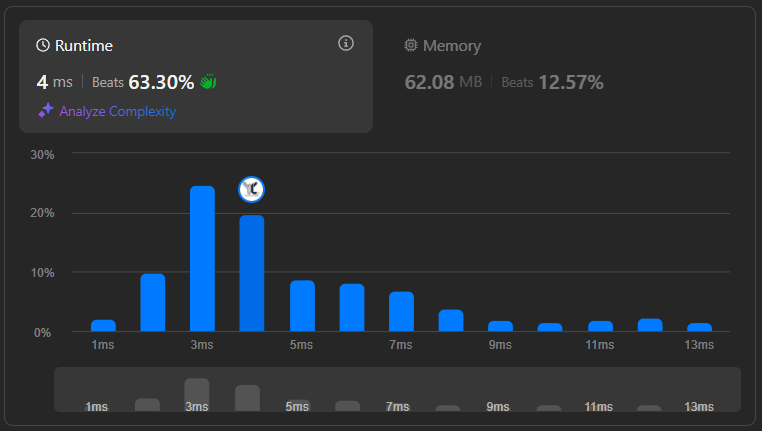 Runtime
4 ms | Beats 63.30%
Analyze Complexity
Memory
62.08 MB | Beats 12.57%
30%
20%
10%
0%
1ms 3ms 5ms 7ms 9ms 11ms 13ms
1ms 3ms 5ms 7ms 9ms 11ms 13ms